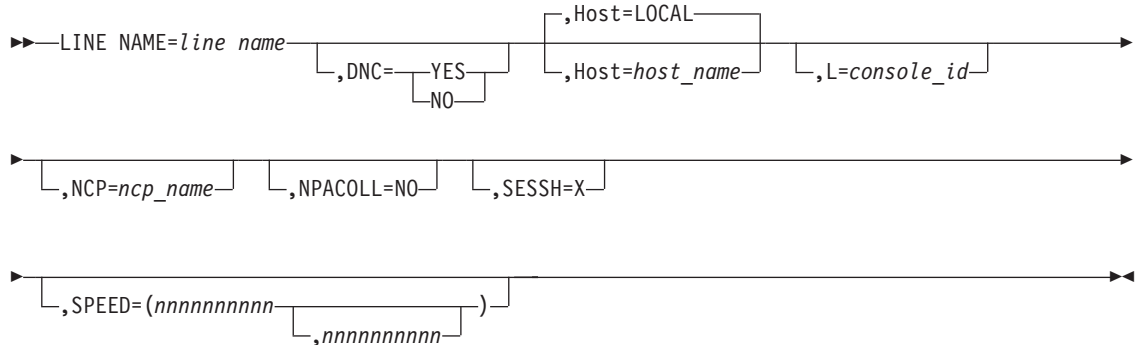 ,Host=LOCAL
LINE NAME=line name
,DNC= YES
NO
,Host=host_name
,L=console_id
,NCP=ncp_name ,NPACOLL=NO ,SESSH=X
,SPEED=(nnnnnnnnnn )
,nnnnnnnnnn